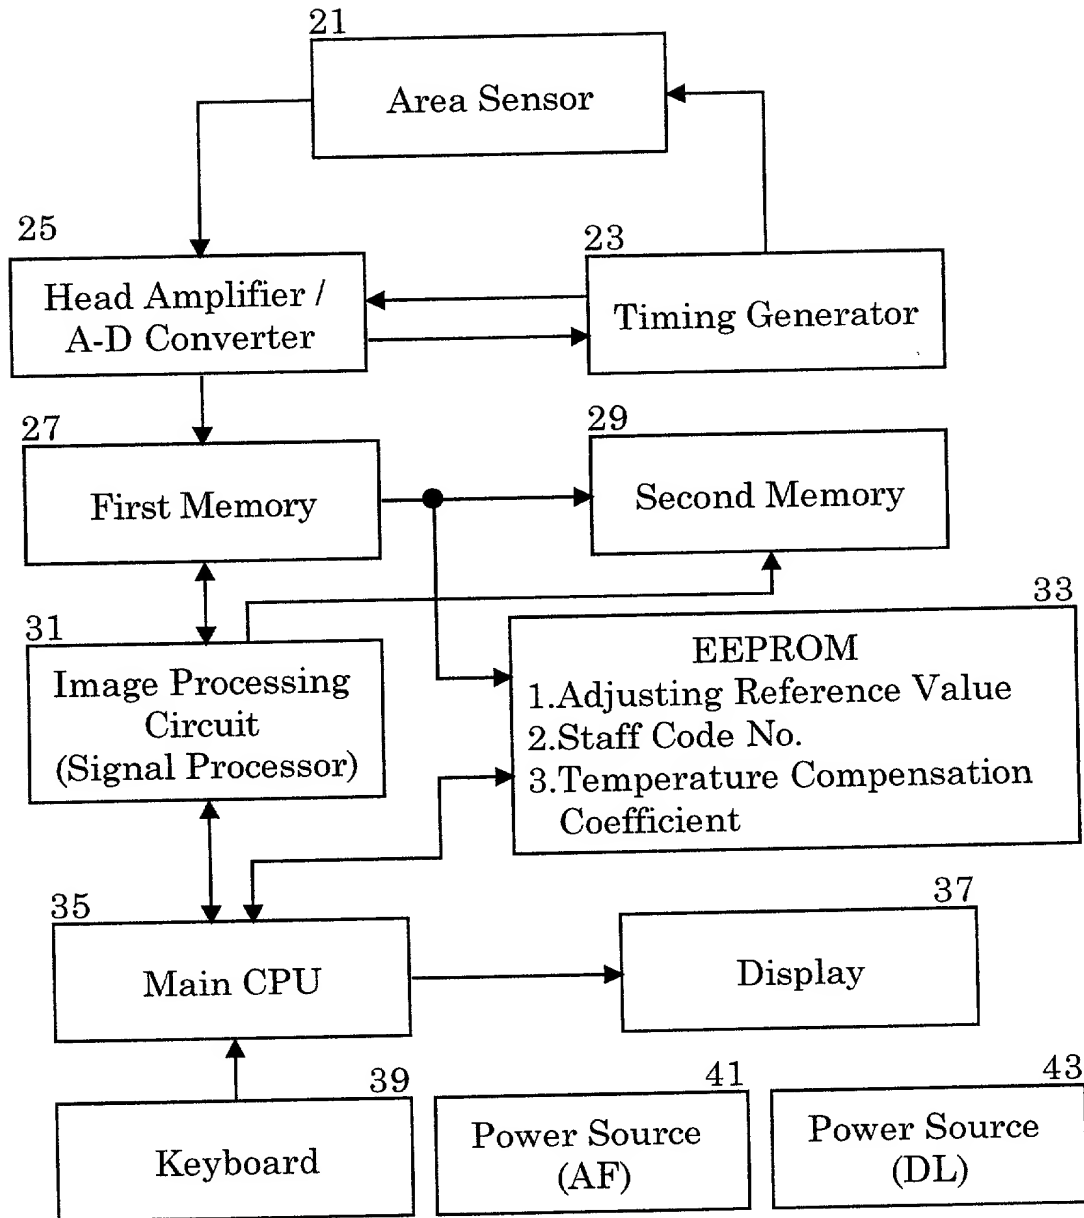 21
Area Sensor
25
Head Amplifier /
A-D Converter
23
Timing Generator
27
First Memory
29
Second Memory
31
Image Processing
Circuit
(Signal Processor)
33
EEPROM
1.Adjusting Reference Value
2.Staff Code No.
3.Temperature Compensation
Coefficient
35
Main CPU
37
Display
39
Keyboard
41
Power Source
(AF)
43
Power Source
(DL)